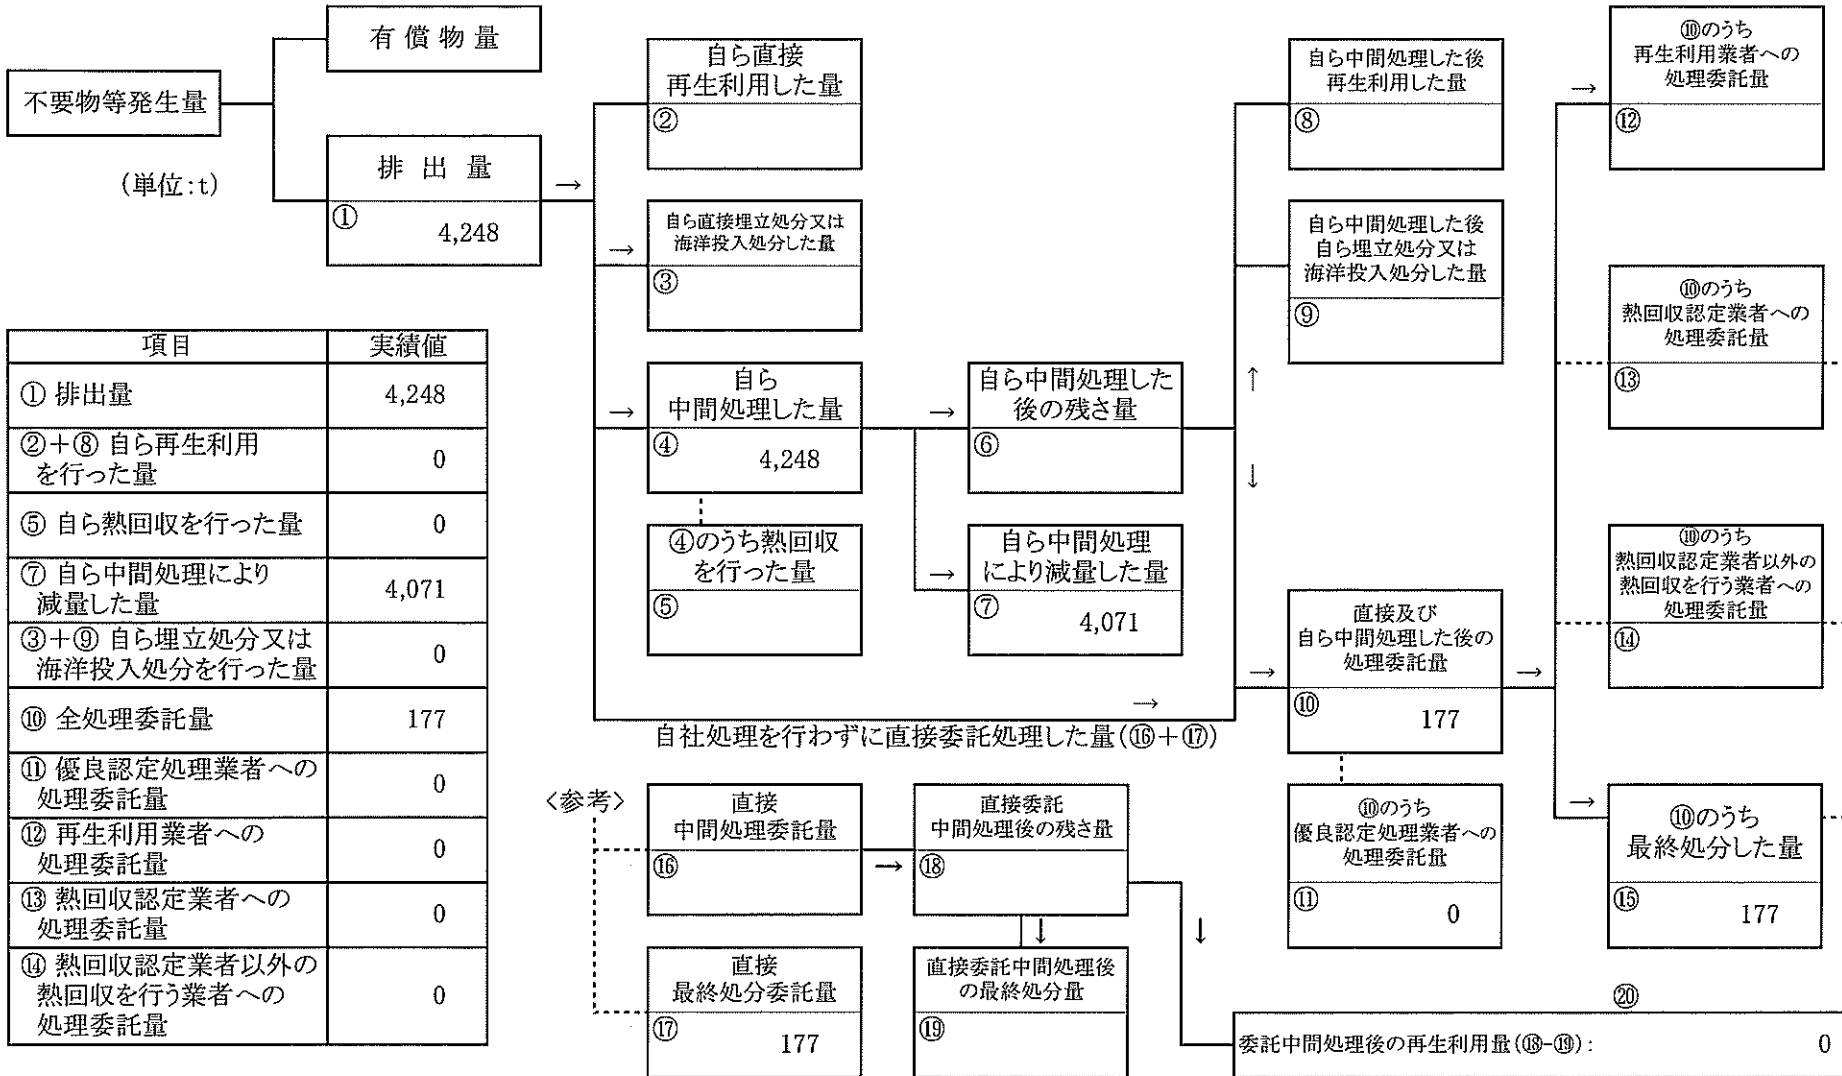 有償物量
不要物等発生量
(単位:t)
排出量
①
4,248
→
自ら直接
再生利用した量
②
→
自ら直接埋立処分又は
海洋投入処分した量
③
→
自ら
中間処理した量
④
4,248
④のうち熱回収
を行った量
⑤
→
自ら中間処理した
後の残さ量
⑥
→
自ら中間処理
により減量した量
⑦
4,071
↑
↓
自ら中間処理した後
再生利用した量
⑧
自ら中間処理した後
自ら埋立処分又は
海洋投入処分した量
⑨
→
自社処理を行わずに直接委託処理した量(⑯+⑰)
→
直接及び
自ら中間処理した後の
処理委託量
⑩
177
⑩のうち
優良認定処理業者への
処理委託量
⑪
0
→
→
⑩のうち
再生利用業者への
処理委託量
⑫
⑩のうち
熱回収認定業者への
処理委託量
⑬
⑩のうち
熱回収認定業者以外の
熱回収を行う業者への
処理委託量
⑭
→
⑩のうち
最終処分した量
⑮
177
項目 実績値
① 排出量 4,248
②+⑧ 自ら再生利用
を行った量 0
⑤ 自ら熱回収を行った量 0
⑦ 自ら中間処理により
減量した量 4,071
③+⑨ 自ら埋立処分又は
海洋投入処分を行った量 0
⑩ 全処理委託量 177
⑪ 優良認定処理業者への
処理委託量 0
⑫ 再生利用業者への
処理委託量 0
⑬ 熱回収認定業者への
処理委託量 0
⑭ 熱回収認定業者以外の
熱回収を行う業者への
処理委託量 0
<参考>
直接
中間処理委託量
⑯
→
直接委託
中間処理後の残さ量
⑱
↓
↓
直接
最終処分委託量
⑰
177
直接委託中間処理後
の最終処分量
⑲
⑳
委託中間処理後の再生利用量(⑱-⑲): 0